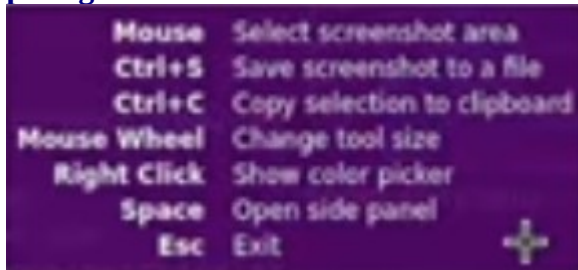 Mouse Select screenshot area
Ctrl+S Save screenshot to a file
Ctrl+C Copy selection to clipboard
Mouse Wheel Change tool size
Right Click Show color picker
Space Open side panel
Esc Exit